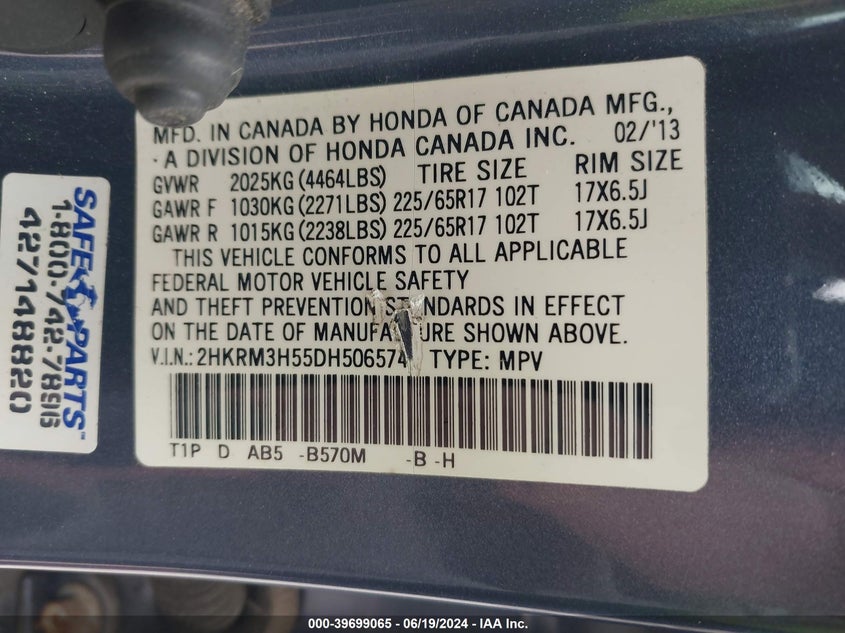 MFD. IN CANADA BY HONDA OF CANADA MFG.,
- A DIVISION OF HONDA CANADA INC. 02/'13
GVWR 2025KG (4464LBS) TIRE SIZE RIM SIZE
GAWR F 1030KG (2271LBS) 225/65R17 102T 17X6.5J
GAWR R 1015KG (2238LBS) 225/65R17 102T 17X6.5J
THIS VEHICLE CONFORMS TO ALL APPLICABLE
FEDERAL MOTOR VEHICLE SAFETY
AND THEFT PREVENTION STANDARDS IN EFFECT
ON THE DATE OF MANUFACTURE SHOWN ABOVE.
V.I.N.: 2HKRM3H55DH506574 TYPE: MPV
T1P D AB5 -B570M -B -H
SAFE PARTS™
1-800-742-7896
427148820
000-39699065 - 06/19/2024 - IAA Inc.